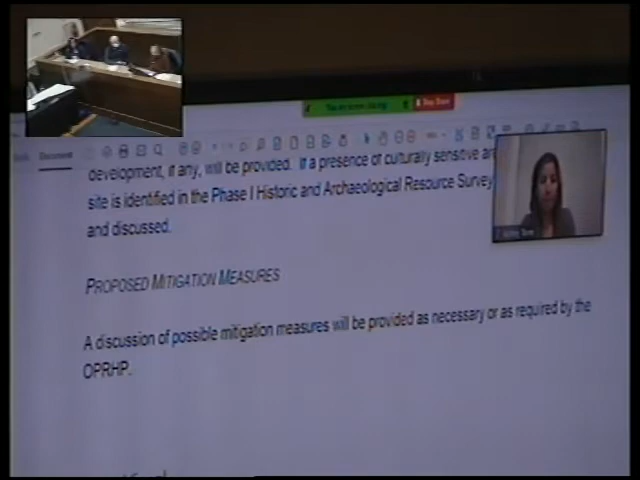 Document
development, if any, will be provided. If a presence of culturally sensitive
site is identified in the Phase I Historic and Archaeological Resource Survey
and discussed.
PROPOSED MITIGATION MEASURES
A discussion of possible mitigation measures will be provided as necessary or as required by the
OPRHP.